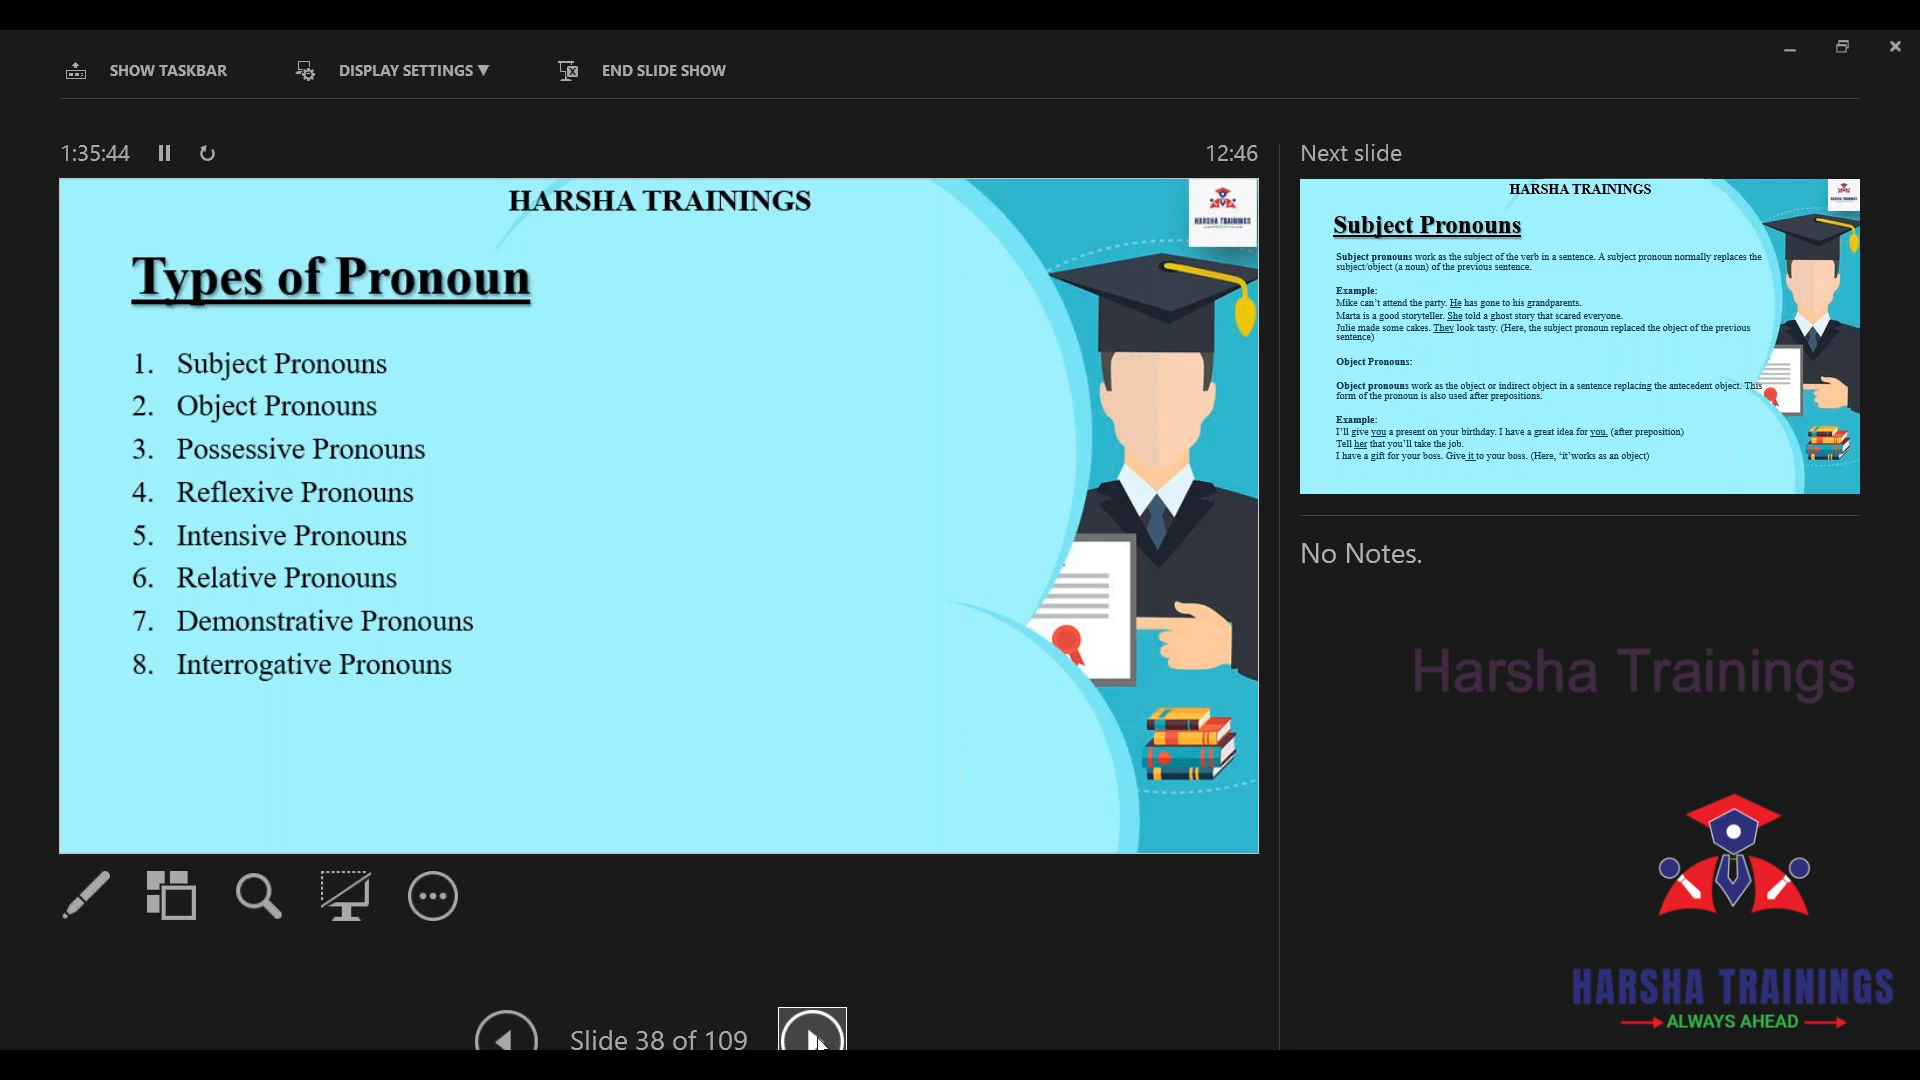 SHOW TASKBAR
DISPLAY SETTINGS ▼
END SLIDE SHOW
1:35:44
12:46
HARSHA TRAININGS
HARSHA TRAININGS
Types of Pronoun
1. Subject Pronouns
2. Object Pronouns
3. Possessive Pronouns
4. Reflexive Pronouns
5. Intensive Pronouns
6. Relative Pronouns
7. Demonstrative Pronouns
8. Interrogative Pronouns
Slide 38 of 109
Next slide
HARSHA TRAININGS
HARSHA TRAININGS
Subject Pronouns
Subject pronouns work as the subject of the verb in a sentence. A subject pronoun normally replaces the
subject/object (a noun) of the previous sentence.
Example:
Mike can't attend the party. He has gone to his grandparents.
Marta is a good storyteller. She told a ghost story that scared everyone.
Julie made some cakes. They look tasty. (Here, the subject pronoun replaced the object of the previous
sentence)
Object Pronouns:
Object pronouns work as the object or indirect object in a sentence replacing the antecedent object. This
form of the pronoun is also used after prepositions.
Example:
I'll give you a present on your birthday. I have a great idea for you. (after preposition)
Tell her that you'll take the job.
I have a gift for your boss. Give it to your boss. (Here, 'it'works as an object)
No Notes.
Harsha Trainings
HARSHA TRAININGS
ALWAYS AHEAD